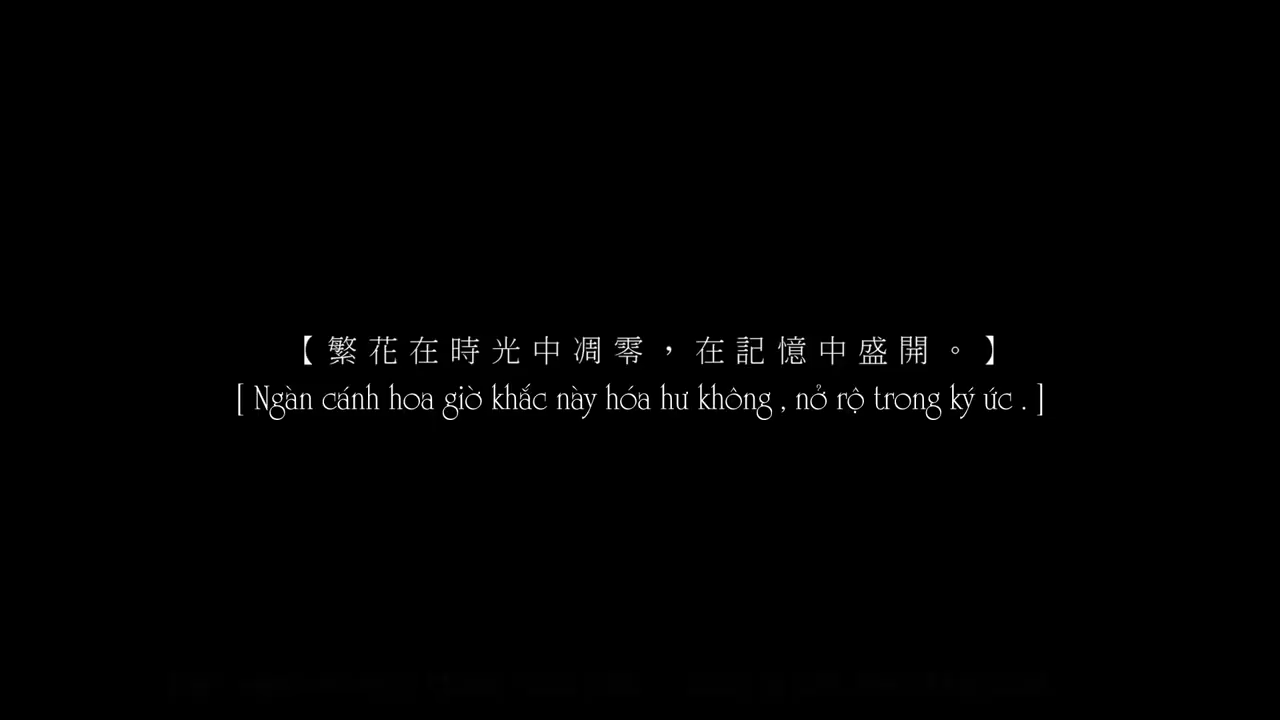 【繁花在時光中凋零，在記憶中盛開。】
[ Ngàn cánh hoa giờ khắc này hóa hư không , nở rộ trong ký ức . ]